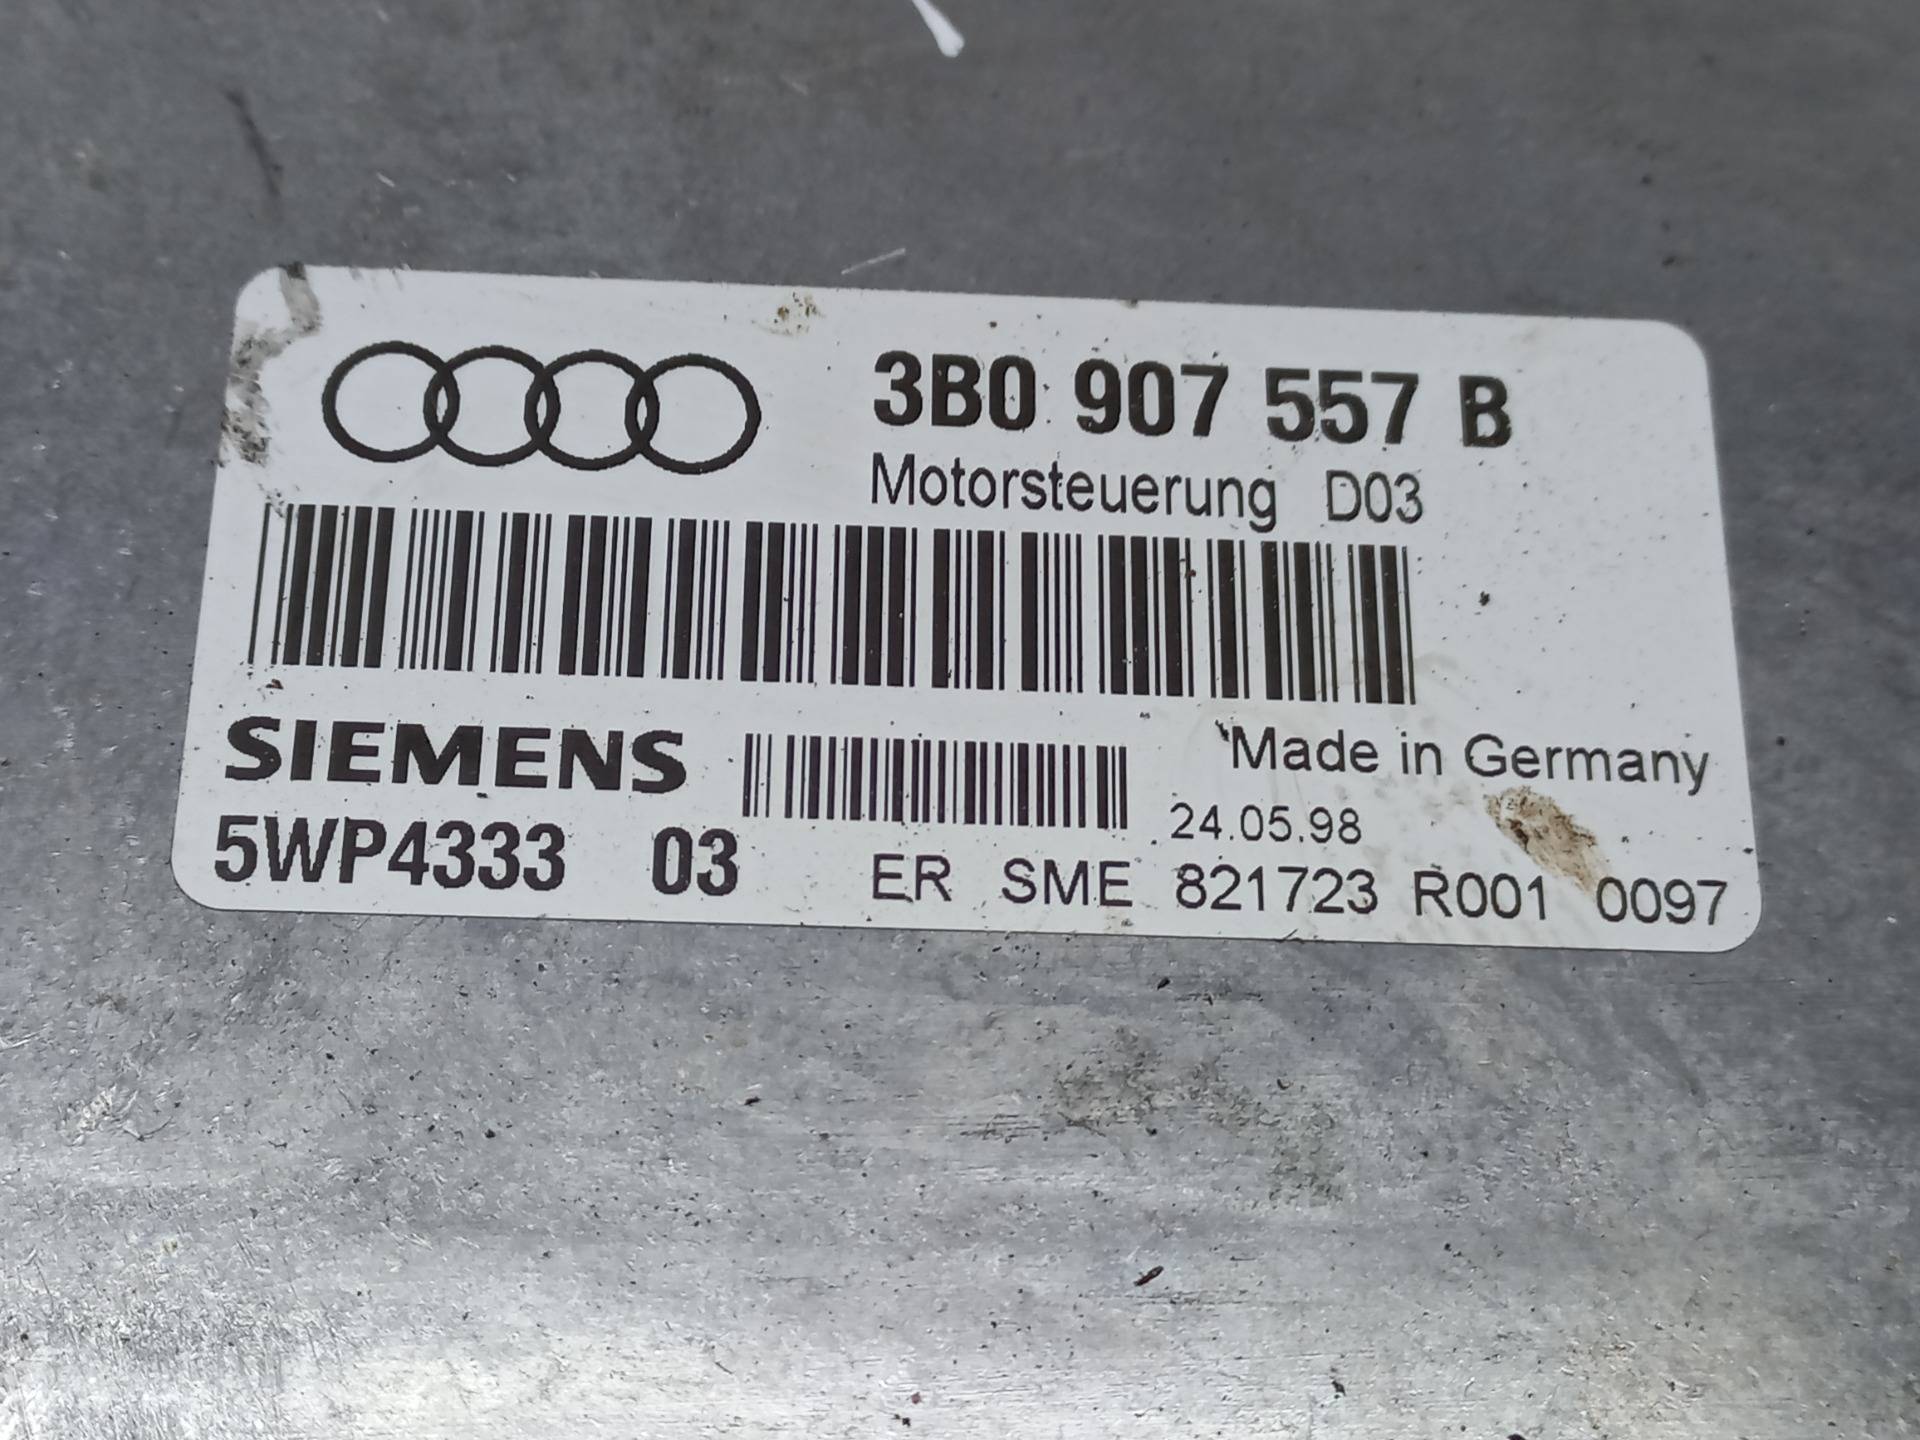 3B0 907 557 B
Motorsteuerung D03
SIEMENS
Made in Germany
24.05.98
5WP4333 03
ER SME 821723 R001 0097